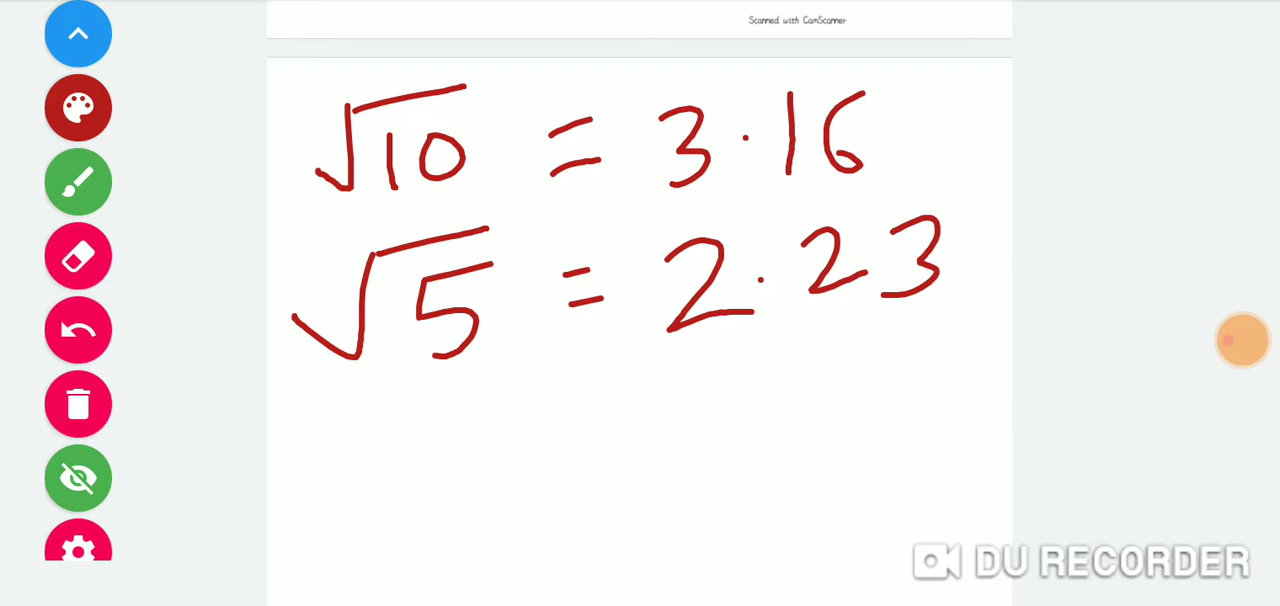 Scanned with CamScanner
√10 = 3.16
√5 = 2.23
DU RECORDER